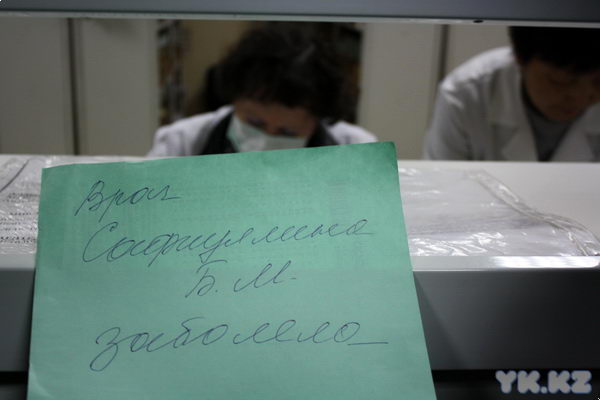 Врач
Сафиуллина
Б. М.
заболела
YK.KZ